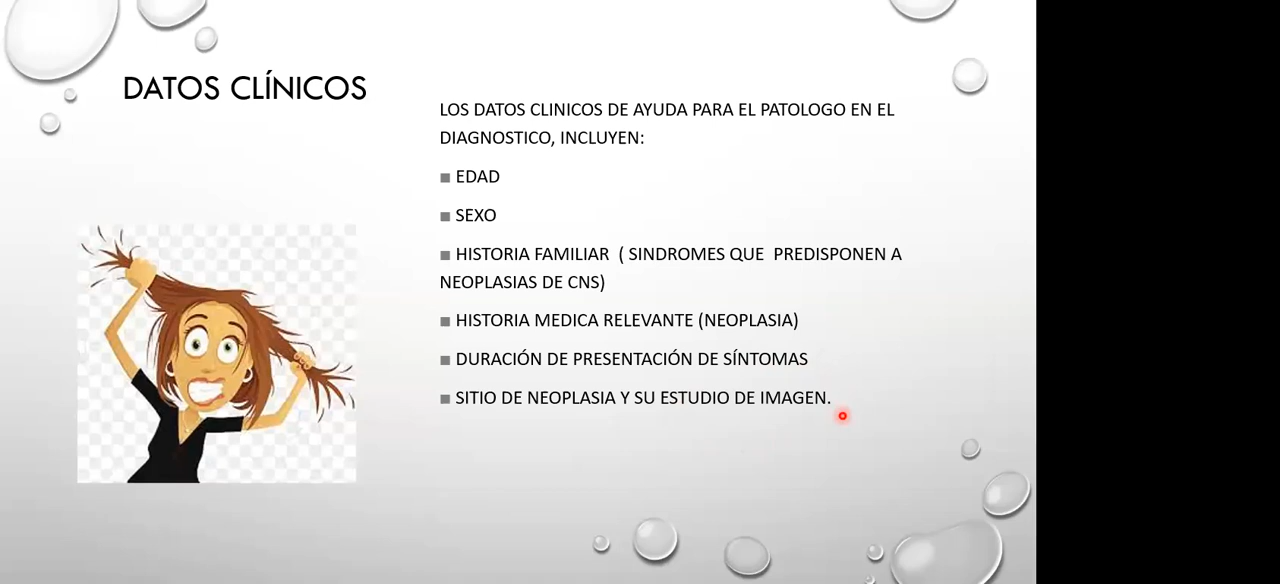 DATOS CLÍNICOS
LOS DATOS CLINICOS DE AYUDA PARA EL PATOLOGO EN EL
DIAGNOSTICO, INCLUYEN:
■ EDAD
■ SEXO
■ HISTORIA FAMILIAR ( SINDROMES QUE PREDISPONEN A
NEOPLASIAS DE CNS)
■ HISTORIA MEDICA RELEVANTE (NEOPLASIA)
■ DURACIÓN DE PRESENTACIÓN DE SÍNTOMAS
■ SITIO DE NEOPLASIA Y SU ESTUDIO DE IMAGEN.